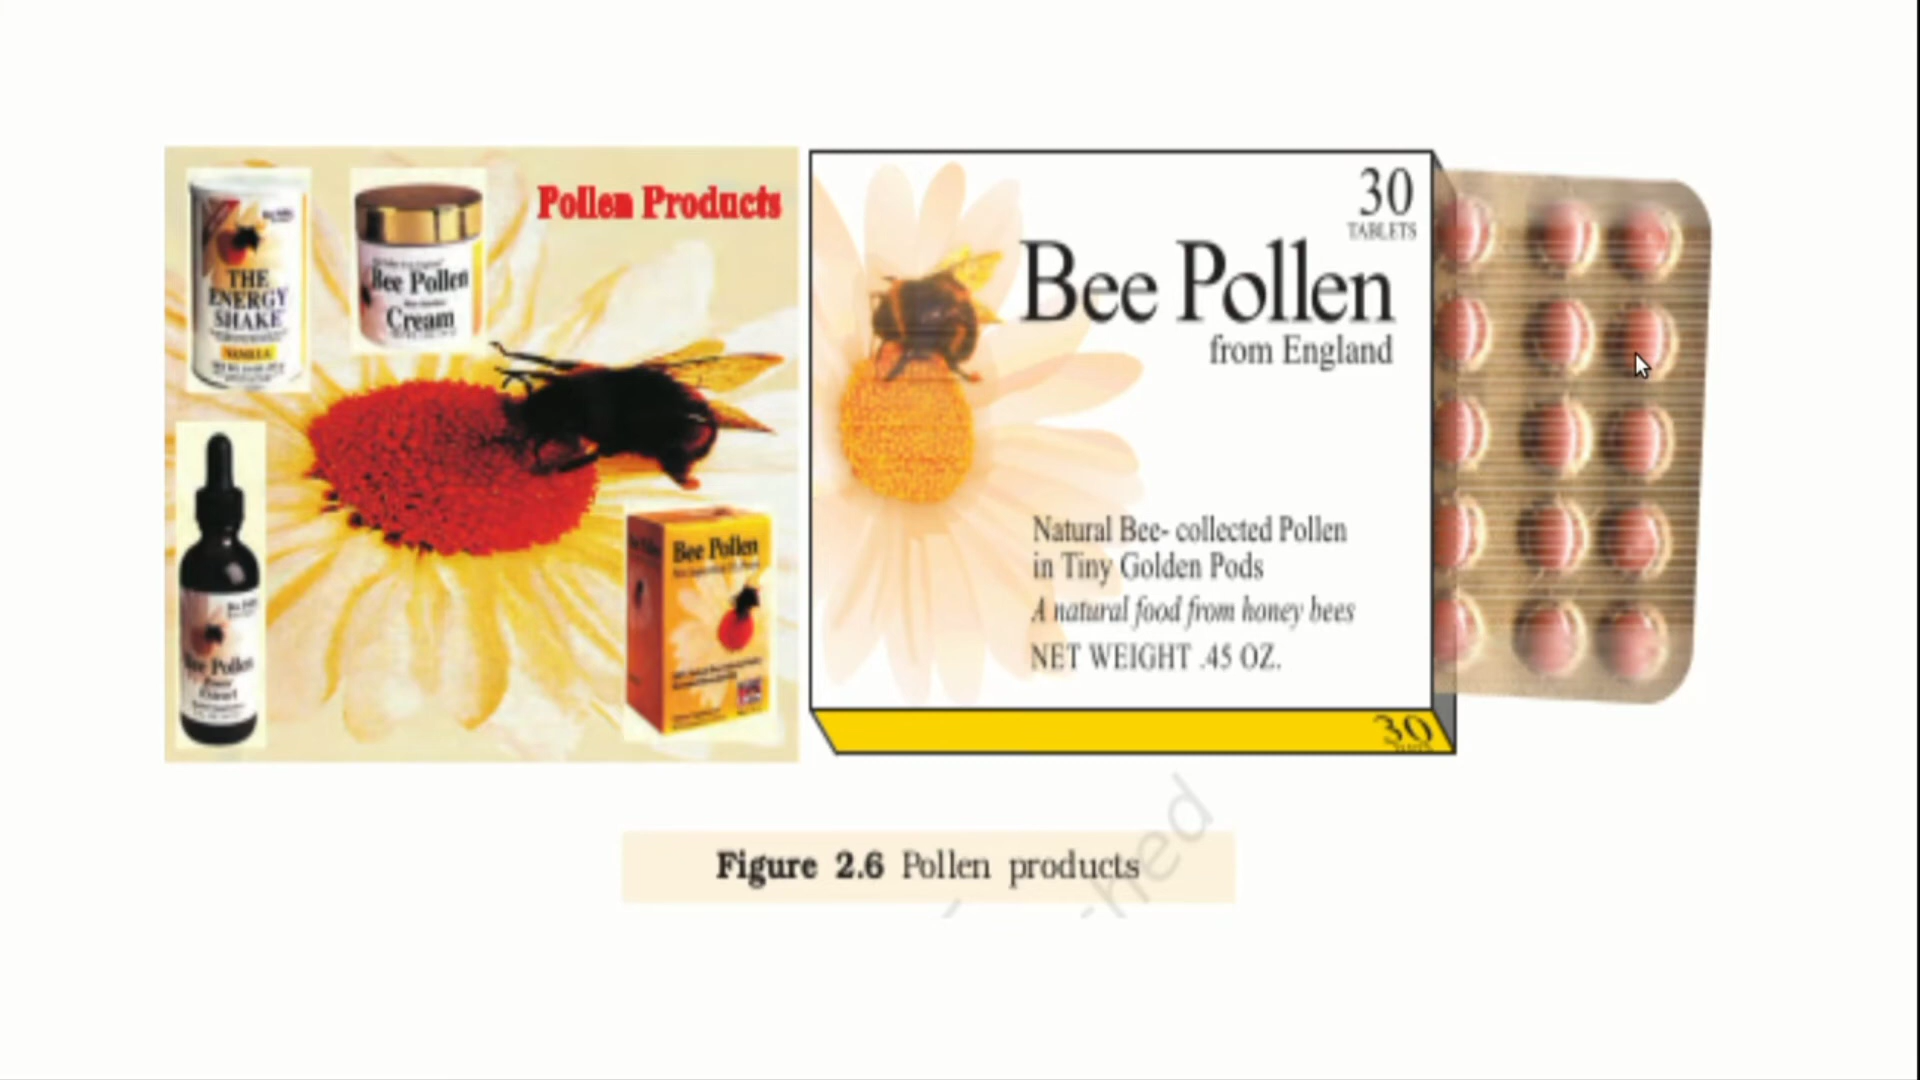 Pollen Products
THE
ENERGY
SHAKE
VANILLA
Bee Pollen
Cream
Bee Pollen
Bee Pollen
30
TABLETS
Bee Pollen
from England
Natural Bee- collected Pollen
in Tiny Golden Pods
A natural food from honey bees
NET WEIGHT .45 OZ.
30
Figure 2.6 Pollen products